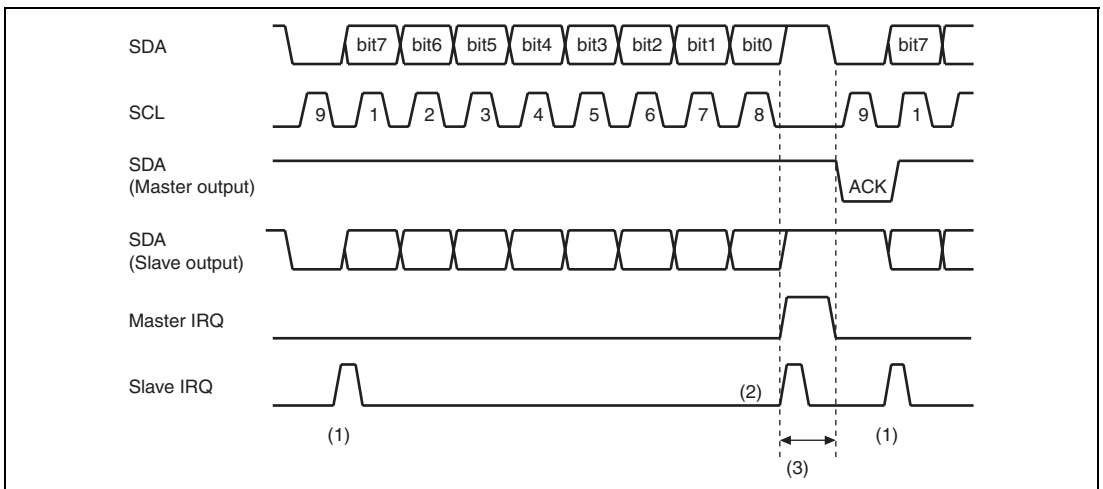 SDA
bit7 bit6 bit5 bit4 bit3 bit2 bit1 bit0 bit7
SCL
9 1 2 3 4 5 6 7 8 9 1
SDA
(Master output)
ACK
SDA
(Slave output)
Master IRQ
Slave IRQ
(2)
(1) (1)
(3)